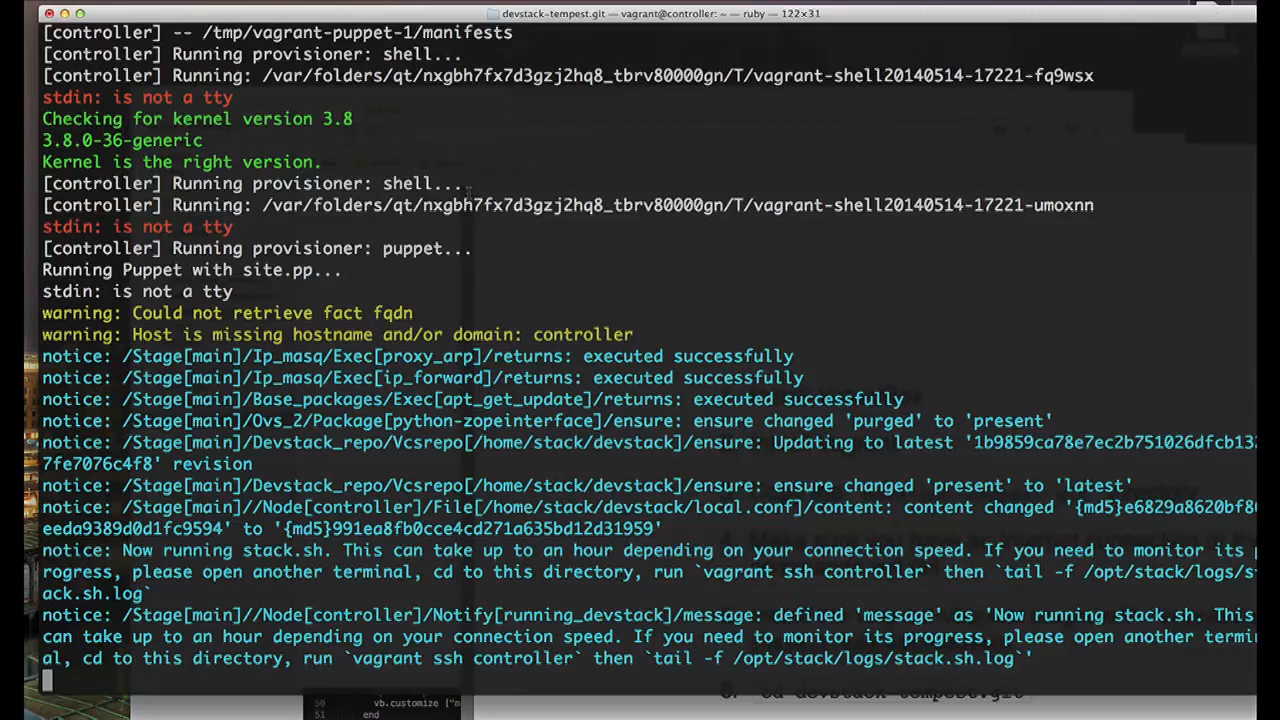 devstack-tempest.git — vagrant@controller: ~ — ruby — 122×31
[controller] -- /tmp/vagrant-puppet-1/manifests
[controller] Running provisioner: shell...
[controller] Running: /var/folders/qt/nxgbh7fx7d3gzj2hq8_tbrv80000gn/T/vagrant-shell20140514-17221-fq9wsx
stdin: is not a tty
Checking for kernel version 3.8
3.8.0-36-generic
Kernel is the right version.
[controller] Running provisioner: shell...
[controller] Running: /var/folders/qt/nxgbh7fx7d3gzj2hq8_tbrv80000gn/T/vagrant-shell20140514-17221-umoxnn
stdin: is not a tty
[controller] Running provisioner: puppet...
Running Puppet with site.pp...
stdin: is not a tty
warning: Could not retrieve fact fqdn
warning: Host is missing hostname and/or domain: controller
notice: /Stage[main]/Ip_masq/Exec[proxy_arp]/returns: executed successfully
notice: /Stage[main]/Ip_masq/Exec[ip_forward]/returns: executed successfully
notice: /Stage[main]/Base_packages/Exec[apt_get_update]/returns: executed successfully
notice: /Stage[main]/Ovs_2/Package[python-zopeinterface]/ensure: ensure changed 'purged' to 'present'
notice: /Stage[main]/Devstack_repo/Vcsrepo[/home/stack/devstack]/ensure: Updating to latest '1b9859ca78e7ec2b751026dfcb132
7fe7076c4f8' revision
notice: /Stage[main]/Devstack_repo/Vcsrepo[/home/stack/devstack]/ensure: ensure changed 'present' to 'latest'
notice: /Stage[main]//Node[controller]/File[/home/stack/devstack/local.conf]/content: content changed '{md5}e6829a8620bf86
eeda9389d0d1fc9594' to '{md5}991ea8fb0cce4cd271a635bd12d31959'
notice: Now running stack.sh. This can take up to an hour depending on your connection speed. If you need to monitor its p
rogress, please open another terminal, cd to this directory, run `vagrant ssh controller` then `tail -f /opt/stack/logs/st
ack.sh.log`
notice: /Stage[main]//Node[controller]/Notify[running_devstack]/message: defined 'message' as 'Now running stack.sh. This
can take up to an hour depending on your connection speed. If you need to monitor its progress, please open another termin
al, cd to this directory, run `vagrant ssh controller` then `tail -f /opt/stack/logs/stack.sh.log`'
cd devstack-tempest.git
50 vb.customize ["m
51 end